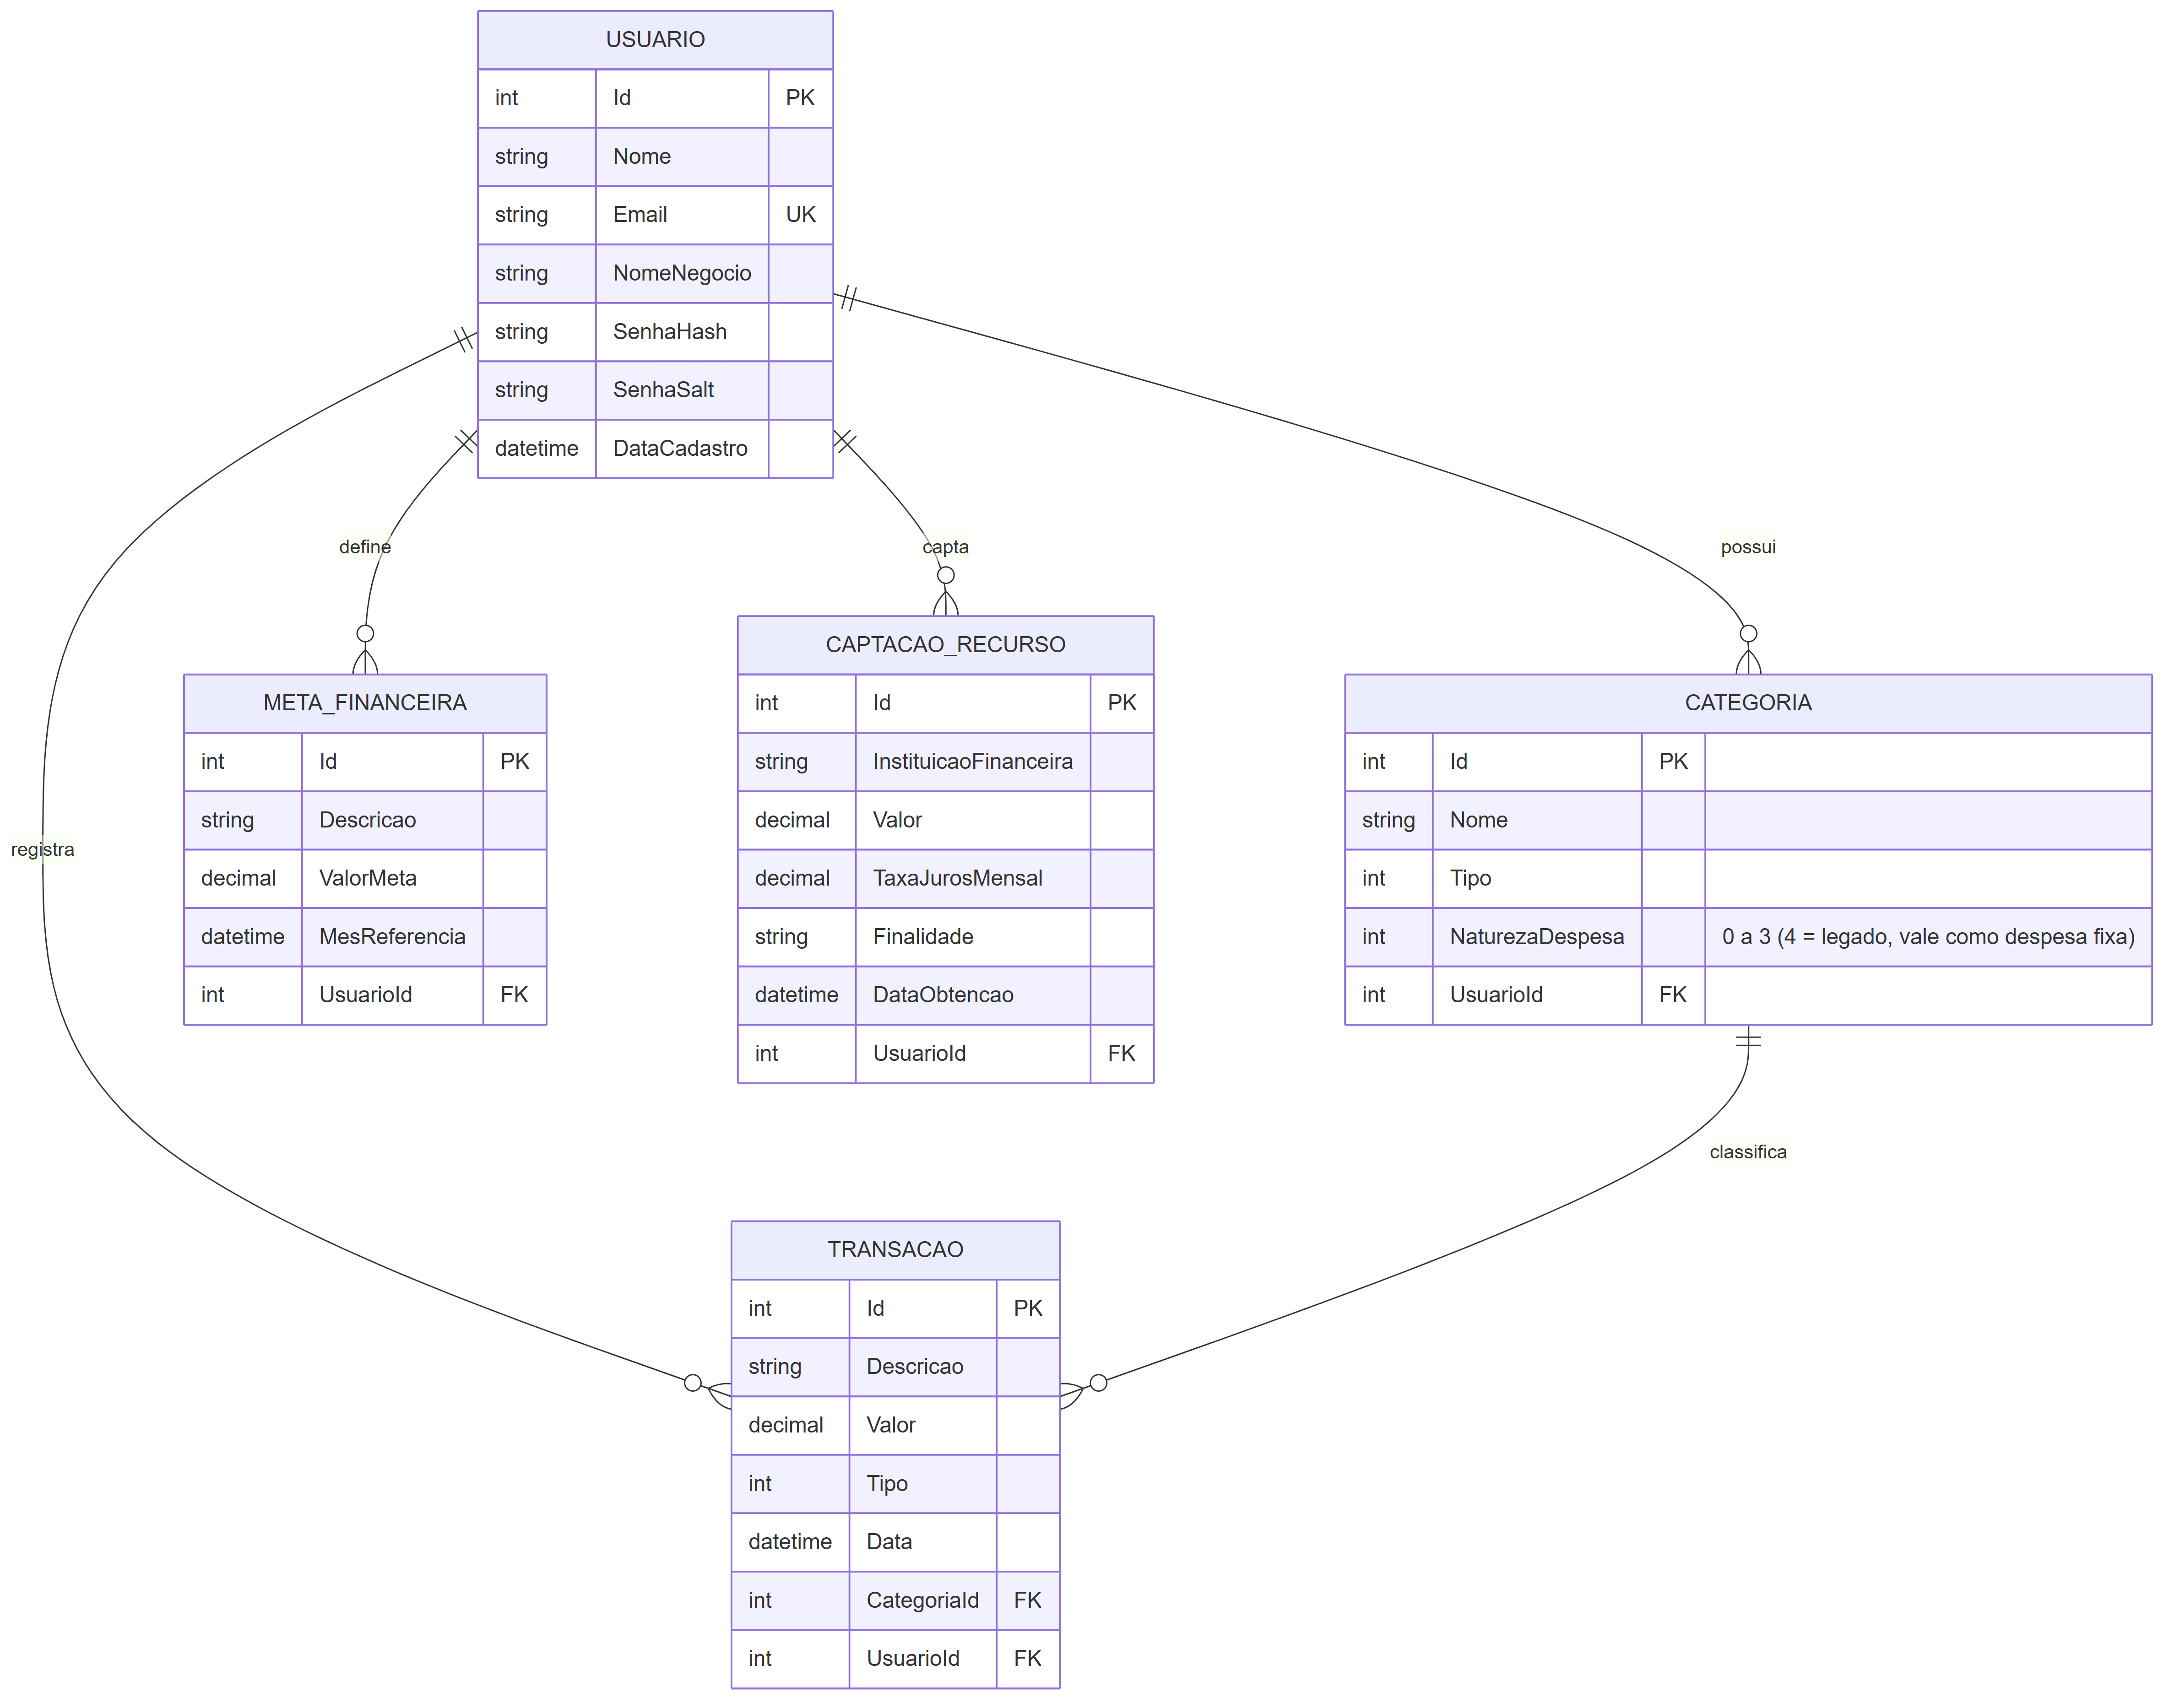 USUARIO
int Id PK
string Nome
string Email UK
string NomeNegocio
string SenhaHash
string SenhaSalt
datetime DataCadastro
define
capta
possui
META_FINANCEIRA
int Id PK
string Descricao
decimal ValorMeta
datetime MesReferencia
int UsuarioId FK
CAPTACAO_RECURSO
int Id PK
string InstituicaoFinanceira
decimal Valor
decimal TaxaJurosMensal
string Finalidade
datetime DataObtencao
int UsuarioId FK
CATEGORIA
int Id PK
string Nome
int Tipo
int NaturezaDespesa 0 a 3 (4 = legado, vale como despesa fixa)
int UsuarioId FK
registra
classifica
TRANSACAO
int Id PK
string Descricao
decimal Valor
int Tipo
datetime Data
int CategoriaId FK
int UsuarioId FK